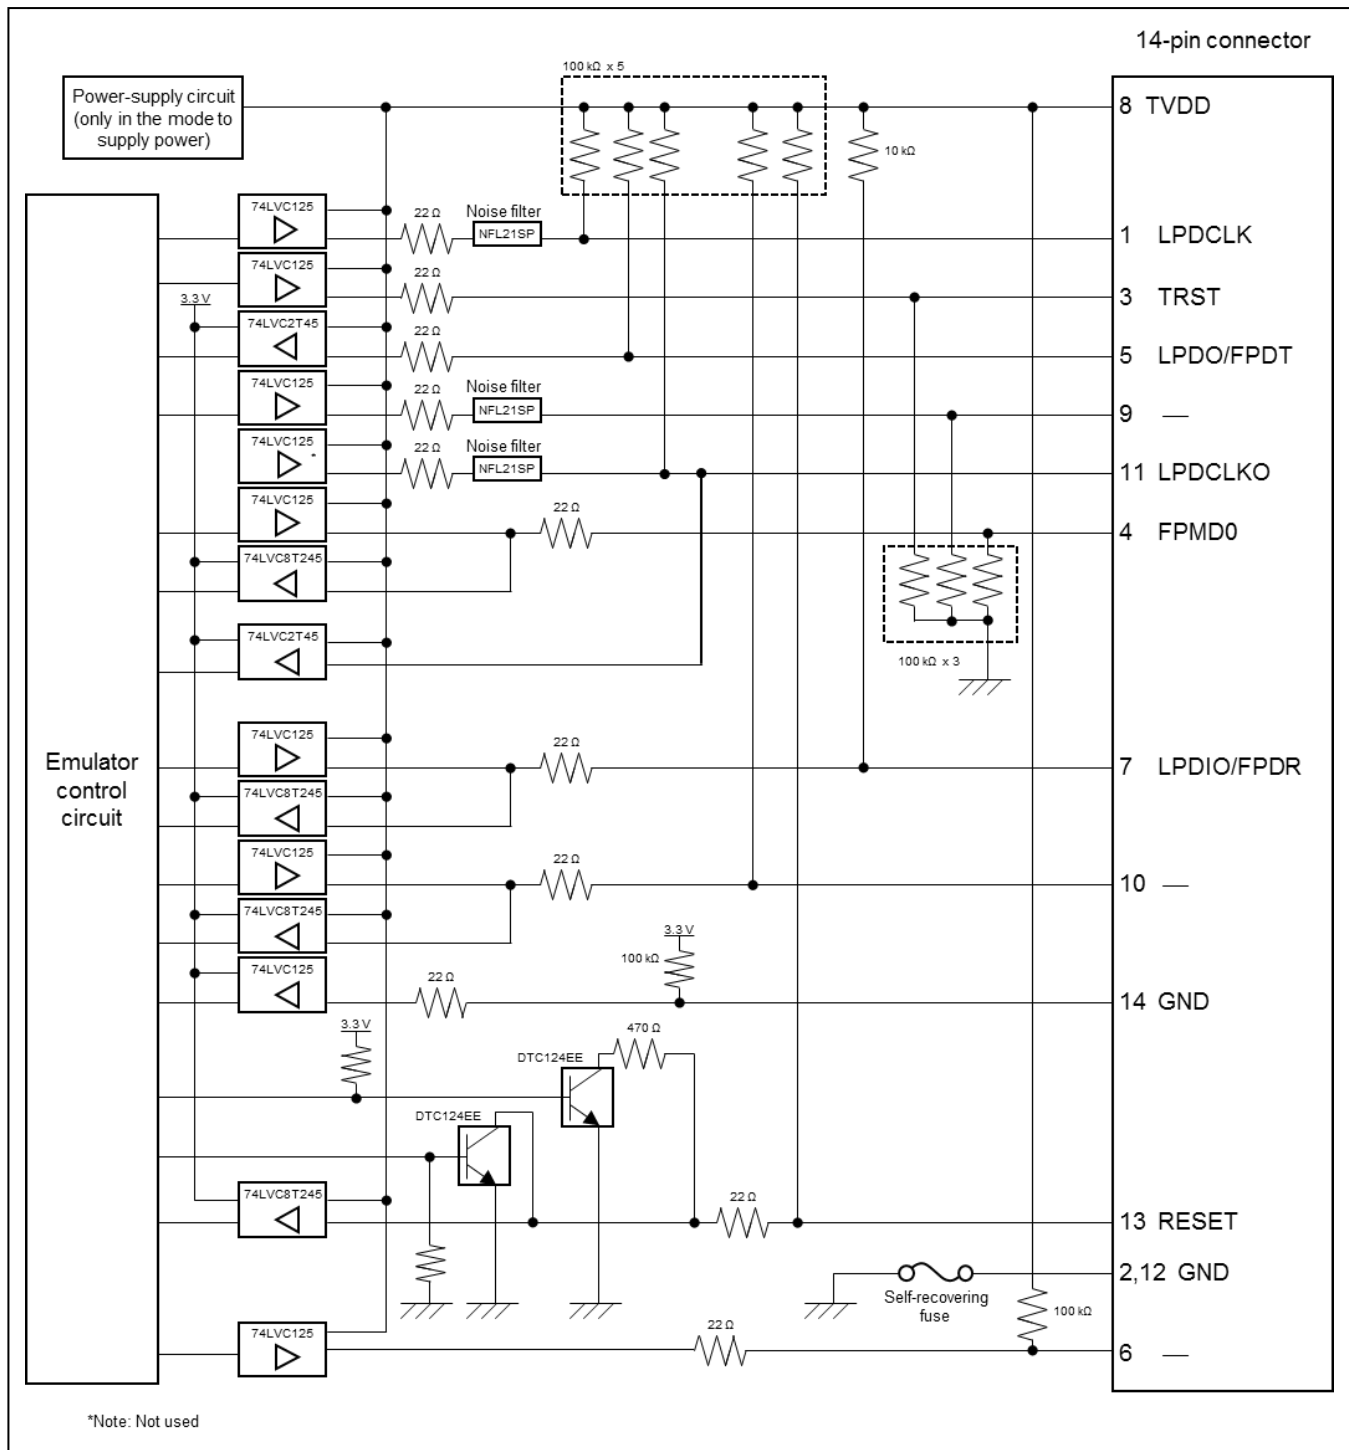 14-pin connector
100 kΩ x 5
Power-supply circuit
(only in the mode to
supply power)
8 TVDD
10 kΩ
74LVC125
22 Ω
Noise filter
NFL21SP
1 LPDCLK
74LVC125
22 Ω
3 TRST
3.3 V
74LVC2T45
22 Ω
5 LPDO/FPDT
74LVC125
22 Ω
Noise filter
NFL21SP
9 —
74LVC125
22 Ω
Noise filter
NFL21SP
11 LPDCLKO
74LVC125
22 Ω
4 FPMD0
74LVC8T245
74LVC2T45
100 kΩ x 3
74LVC125
22 Ω
7 LPDIO/FPDR
Emulator
control
circuit
74LVC8T245
74LVC125
22 Ω
10 —
74LVC8T245
3.3 V
100 kΩ
74LVC125
22 Ω
14 GND
3.3 V
470 Ω
DTC124EE
DTC124EE
74LVC8T245
22 Ω
13 RESET
2,12 GND
Self-recovering
fuse
100 kΩ
74LVC125
22 Ω
6 —
*Note: Not used